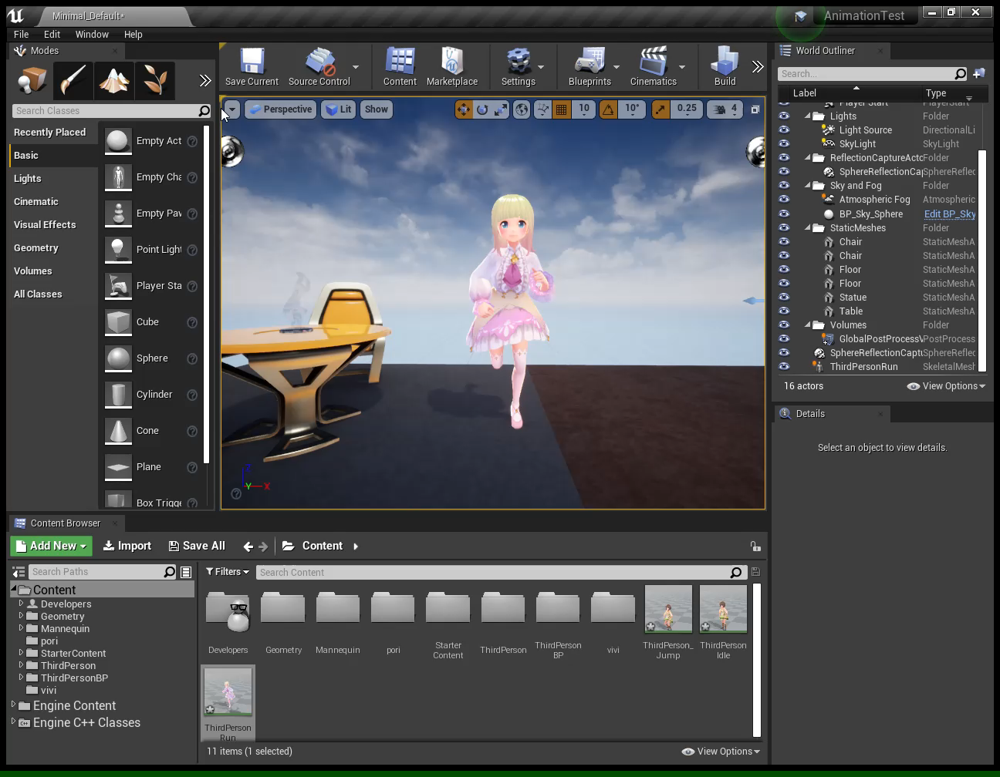 Minimal_Default*
AnimationTest
File Edit Window Help
Modes
Search Classes
Recently Placed
Basic
Lights
Cinematic
Visual Effects
Geometry
Volumes
All Classes
Empty Act
Empty Cha
Empty Pav
Point Light
Player Sta
Cube
Sphere
Cylinder
Cone
Plane
Box Trigge
Save Current
Source Control
Content
Marketplace
Settings
Blueprints
Cinematics
Build
Perspective
Lit
Show
10
10°
0.25
4
Z
Y
X
World Outliner
Search...
Label Type
Player Start PlayerStart
Lights Folder
Light Source DirectionalLi
SkyLight SkyLight
ReflectionCaptureActo Folder
SphereReflectionCap SphereReflec
Sky and Fog Folder
Atmospheric Fog Atmospheric
BP_Sky_Sphere Edit BP_Sky
StaticMeshes Folder
Chair StaticMeshA
Chair StaticMeshA
Floor StaticMeshA
Floor StaticMeshA
Statue StaticMeshA
Table StaticMeshA
Volumes Folder
GlobalPostProcessV PostProcess
SphereReflectionCaptu SphereReflec
ThirdPersonRun SkeletalMesh
16 actors
View Options
Details
Select an object to view details.
Content Browser
Add New
Import
Save All
Content
Search Paths
Content
Developers
Geometry
Mannequin
pori
StarterContent
ThirdPerson
ThirdPersonBP
vivi
Engine Content
Engine C++ Classes
Filters
Search Content
Developers
Geometry
Mannequin
pori
Starter
Content
ThirdPerson
ThirdPerson
BP
vivi
ThirdPerson_
Jump
ThirdPerson
Idle
ThirdPerson
Run
11 items (1 selected)
View Options